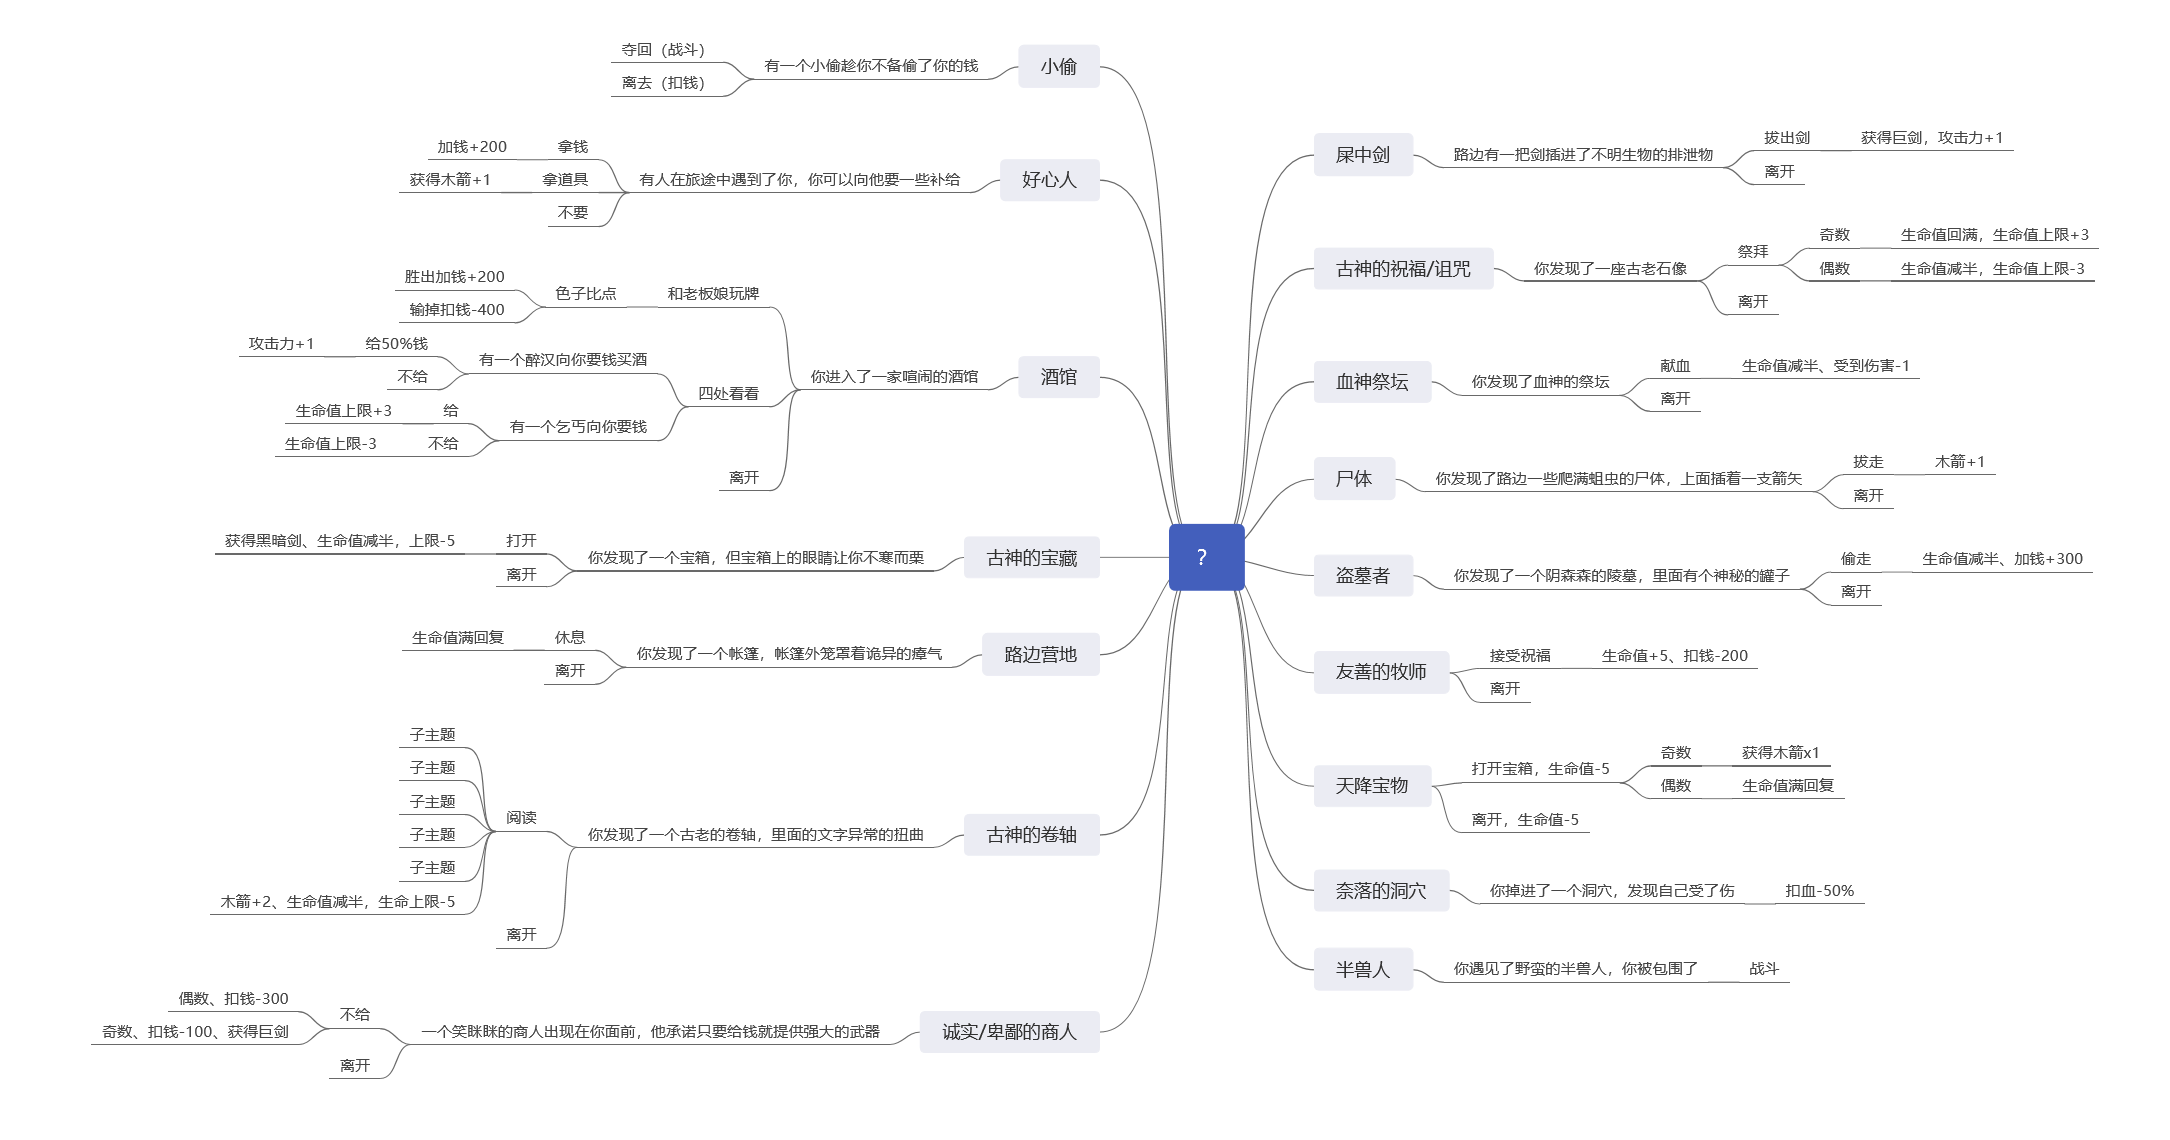 ？
小偷
有一个小偷趁你不备偷了你的钱
夺回（战斗）
离去（扣钱）
好心人
有人在旅途中遇到了你，你可以向他要一些补给
拿钱
加钱+200
拿道具
获得木箭+1
不要
酒馆
你进入了一家喧闹的酒馆
和老板娘玩牌
色子比点
胜出加钱+200
输掉扣钱-400
四处看看
有一个醉汉向你要钱买酒
给50%钱
攻击力+1
不给
有一个乞丐向你要钱
给
生命值上限+3
不给
生命值上限-3
离开
古神的宝藏
你发现了一个宝箱，但宝箱上的眼睛让你不寒而栗
打开
获得黑暗剑、生命值减半，上限-5
离开
路边营地
你发现了一个帐篷，帐篷外笼罩着诡异的瘴气
休息
生命值满回复
离开
古神的卷轴
你发现了一个古老的卷轴，里面的文字异常的扭曲
阅读
子主题
子主题
子主题
子主题
子主题
木箭+2、生命值减半，生命上限-5
离开
诚实/卑鄙的商人
一个笑眯眯的商人出现在你面前，他承诺只要给钱就提供强大的武器
不给
偶数、扣钱-300
奇数、扣钱-100、获得巨剑
离开
屎中剑
路边有一把剑插进了不明生物的排泄物
拔出剑
获得巨剑，攻击力+1
离开
古神的祝福/诅咒
你发现了一座古老石像
祭拜
奇数
生命值回满，生命值上限+3
偶数
生命值减半，生命值上限-3
离开
血神祭坛
你发现了血神的祭坛
献血
生命值减半、受到伤害-1
离开
尸体
你发现了路边一些爬满蛆虫的尸体，上面插着一支箭矢
拔走
木箭+1
离开
盗墓者
你发现了一个阴森森的陵墓，里面有个神秘的罐子
偷走
生命值减半、加钱+300
离开
友善的牧师
接受祝福
生命值+5、扣钱-200
离开
天降宝物
打开宝箱，生命值-5
奇数
获得木箭x1
偶数
生命值满回复
离开，生命值-5
奈落的洞穴
你掉进了一个洞穴，发现自己受了伤
扣血-50%
半兽人
你遇见了野蛮的半兽人，你被包围了
战斗